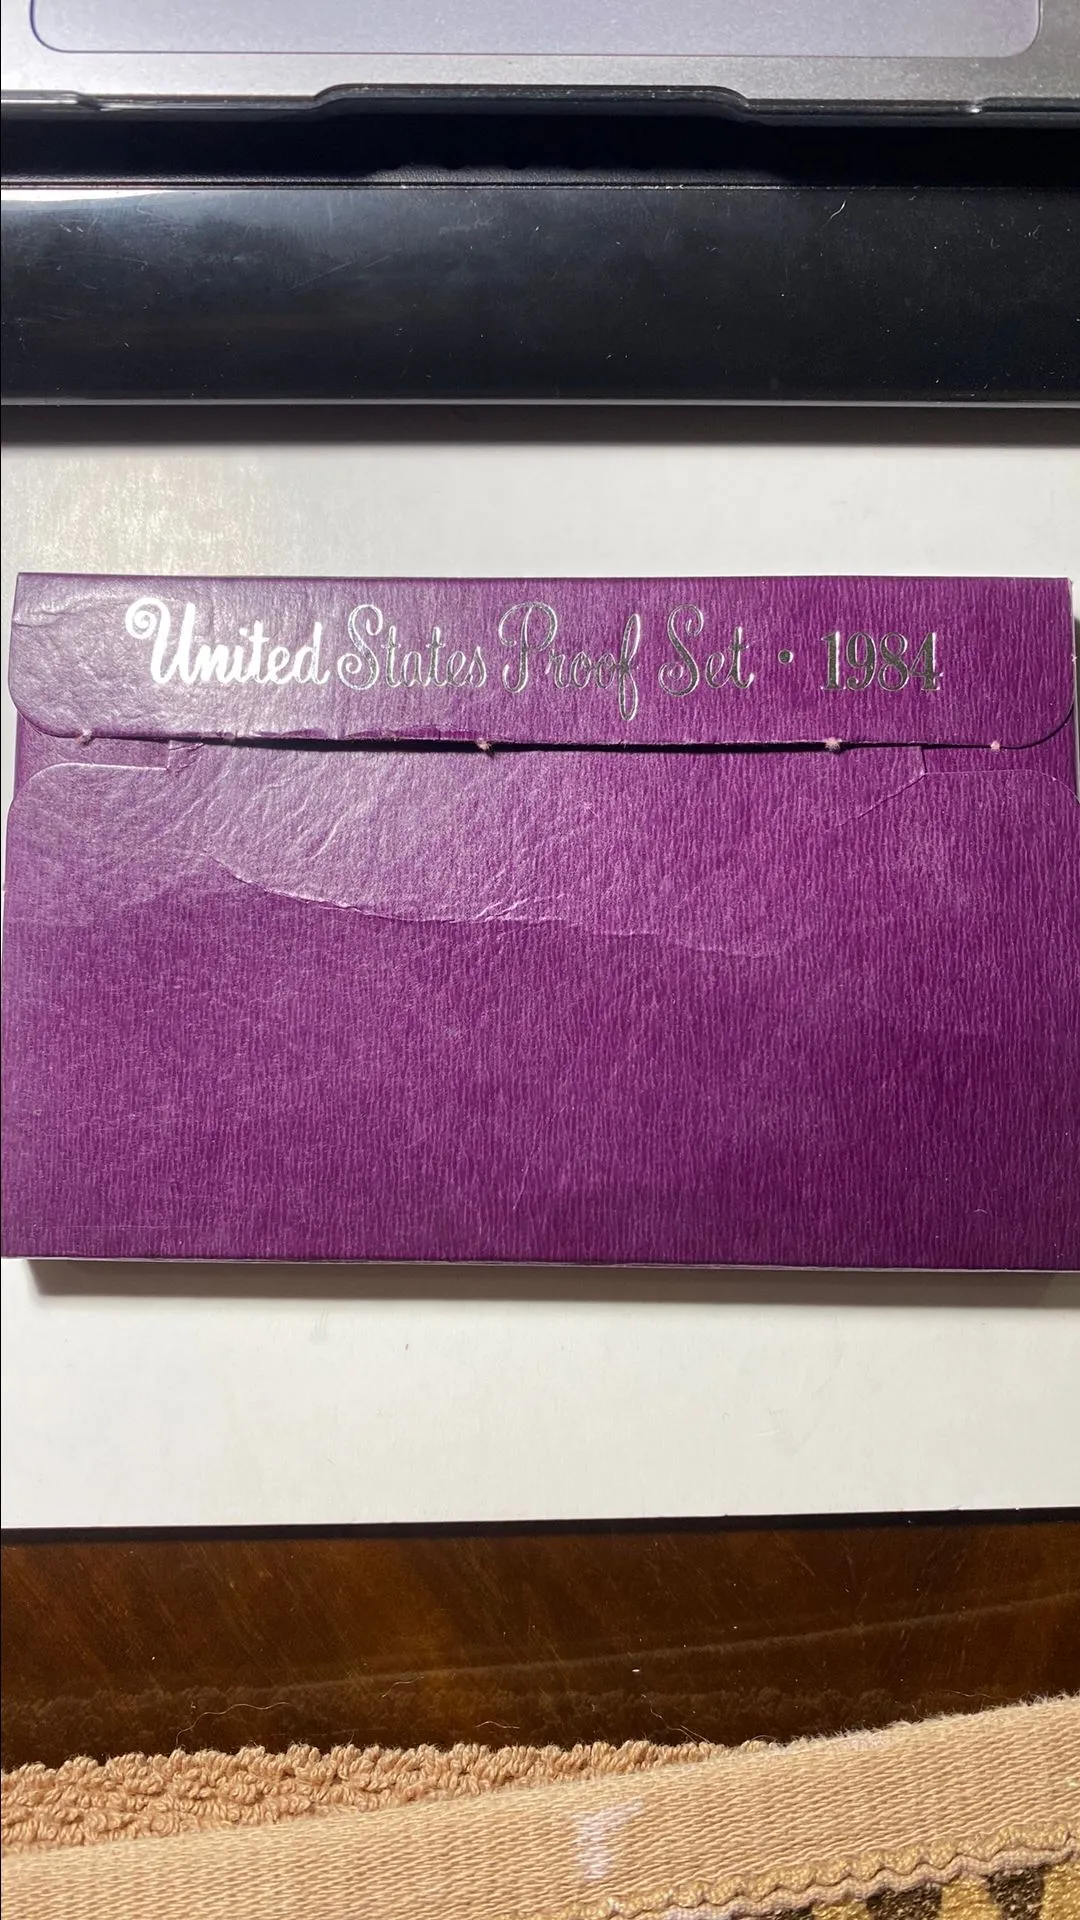 United States Proof Set • 1984